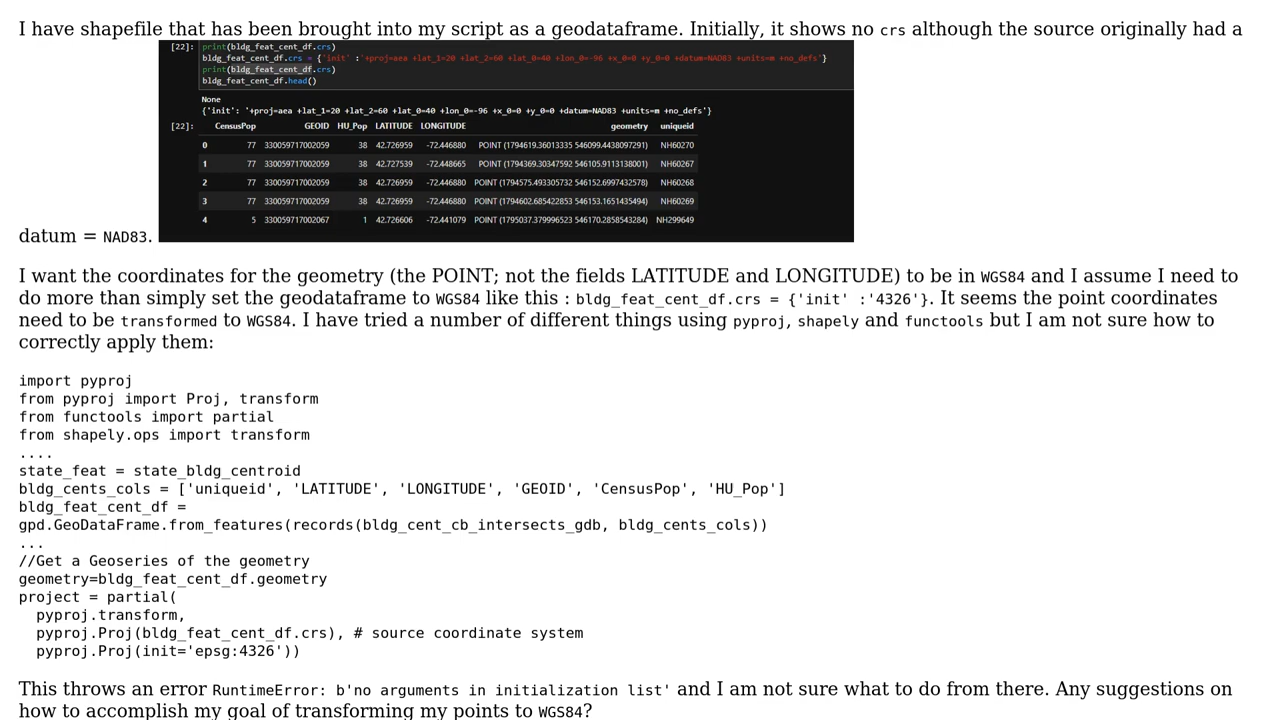 I have shapefile that has been brought into my script as a geodataframe. Initially, it shows no crs although the source originally had a
[22]: print(bldg_feat_cent_df.crs)
bldg_feat_cent_df.crs = {'init' :'+proj=aea +lat_1=20 +lat_2=60 +lat_0=40 +lon_0=-96 +x_0=0 +y_0=0 +datum=NAD83 +units=m +no_defs'}
print(bldg_feat_cent_df.crs)
bldg_feat_cent_df.head()
None
{'init': '+proj=aea +lat_1=20 +lat_2=60 +lat_0=40 +lon_0=-96 +x_0=0 +y_0=0 +datum=NAD83 +units=m +no_defs'}
[22]: CensusPop GEOID HU_Pop LATITUDE LONGITUDE geometry uniqueid
0 77 330059717002059 38 42.726959 -72.446880 POINT (1794619.36013335 546099.4438097291) NH60270
1 77 330059717002059 38 42.727539 -72.448665 POINT (1794369.30347592 546105.9113138001) NH60267
2 77 330059717002059 38 42.726959 -72.446880 POINT (1794575.493305732 546152.6997432578) NH60268
3 77 330059717002059 38 42.726959 -72.446880 POINT (1794602.685422853 546153.1651435494) NH60269
4 5 330059717002067 1 42.726606 -72.441079 POINT (1795037.379996523 546170.2858543284) NH299649
datum = NAD83.
I want the coordinates for the geometry (the POINT; not the fields LATITUDE and LONGITUDE) to be in WGS84 and I assume I need to
do more than simply set the geodataframe to WGS84 like this : bldg_feat_cent_df.crs = {'init' :'4326'}. It seems the point coordinates
need to be transformed to WGS84. I have tried a number of different things using pyproj, shapely and functools but I am not sure how to
correctly apply them:
import pyproj
from pyproj import Proj, transform
from functools import partial
from shapely.ops import transform
....
state_feat = state_bldg_centroid
bldg_cents_cols = ['uniqueid', 'LATITUDE', 'LONGITUDE', 'GEOID', 'CensusPop', 'HU_Pop']
bldg_feat_cent_df =
gpd.GeoDataFrame.from_features(records(bldg_cent_cb_intersects_gdb, bldg_cents_cols))
...
//Get a Geoseries of the geometry
geometry=bldg_feat_cent_df.geometry
project = partial(
pyproj.transform,
pyproj.Proj(bldg_feat_cent_df.crs), # source coordinate system
pyproj.Proj(init='epsg:4326'))
This throws an error RuntimeError: b'no arguments in initialization list' and I am not sure what to do from there. Any suggestions on
how to accomplish my goal of transforming my points to WGS84?